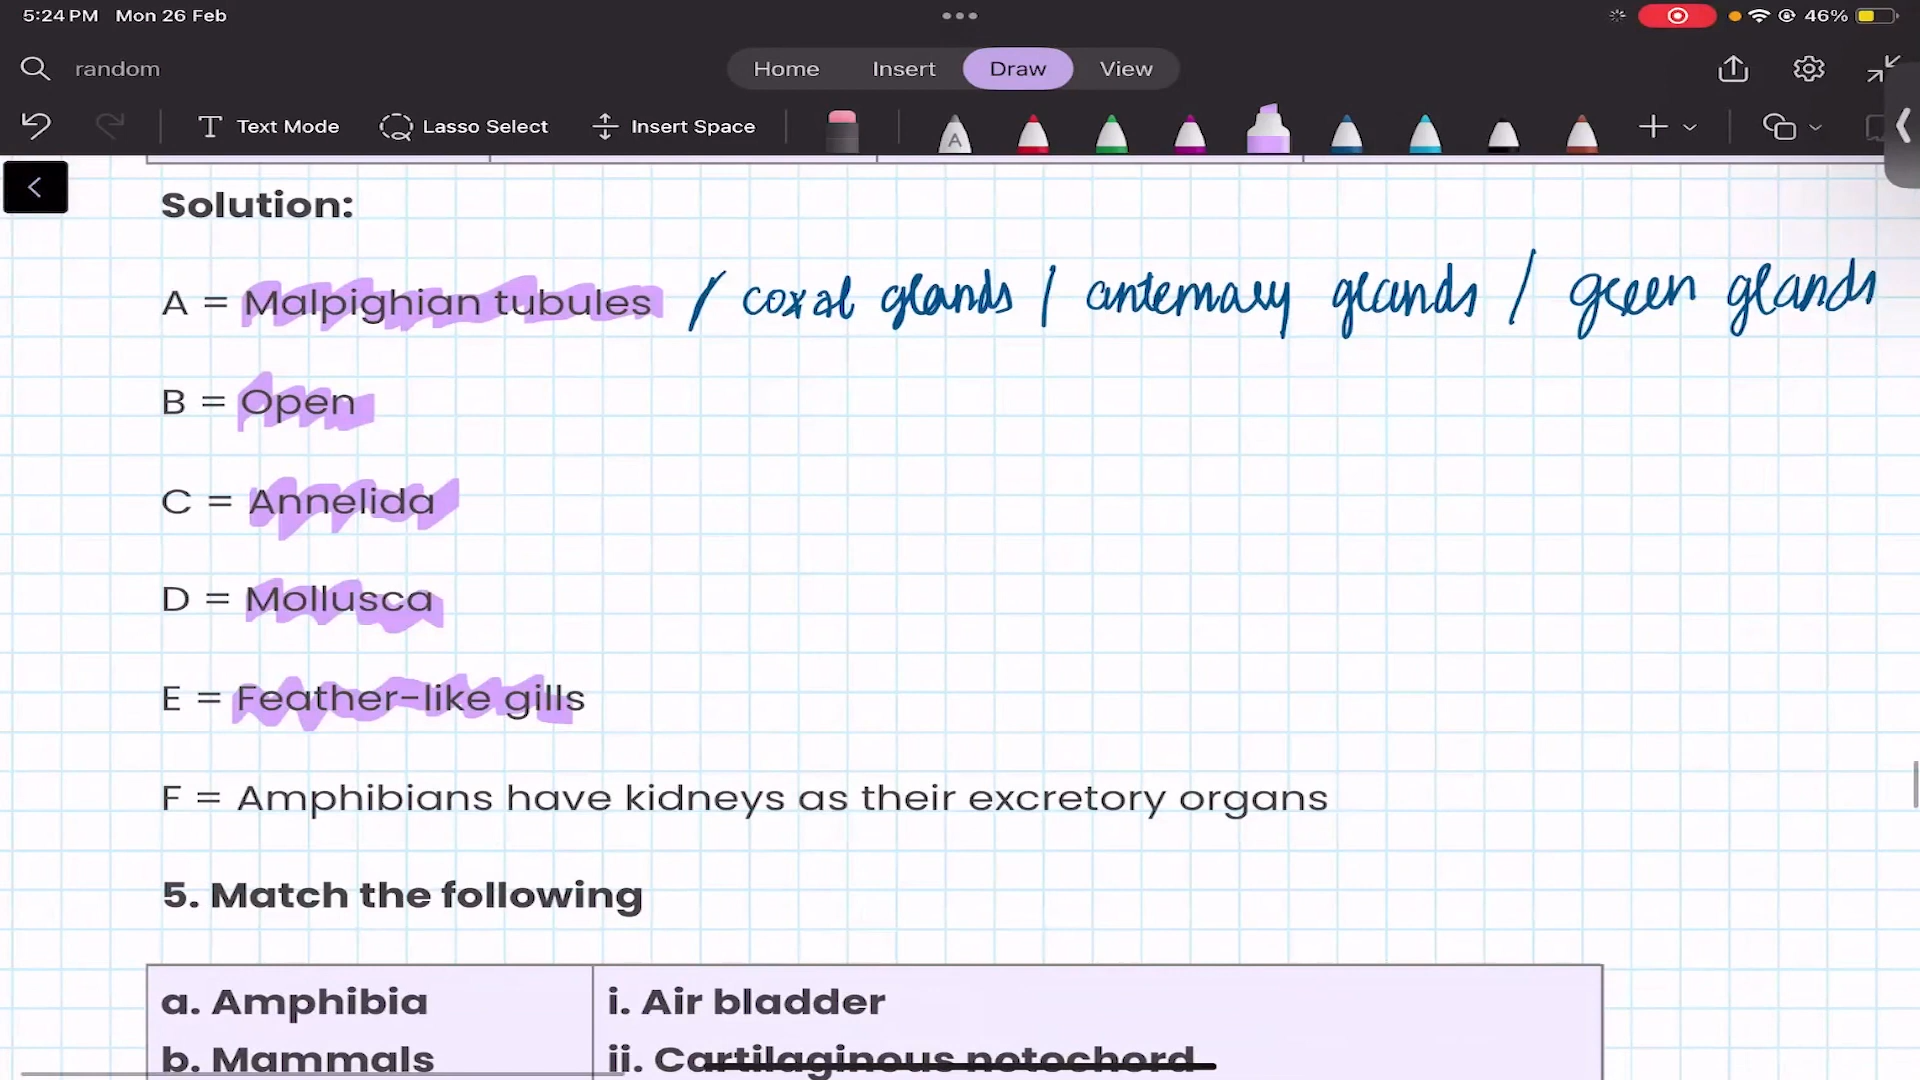 5:24 PM Mon 26 Feb 46%
random Home Insert Draw View
Text Mode Lasso Select Insert Space A
Solution:
A = Malpighian tubules / coxal glands / antennary glands / green glands
B = Open
C = Annelida
D = Mollusca
E = Feather-like gills
F = Amphibians have kidneys as their excretory organs
5. Match the following
a. Amphibia i. Air bladder
b. Mammals ii. Cartilaginous notochord